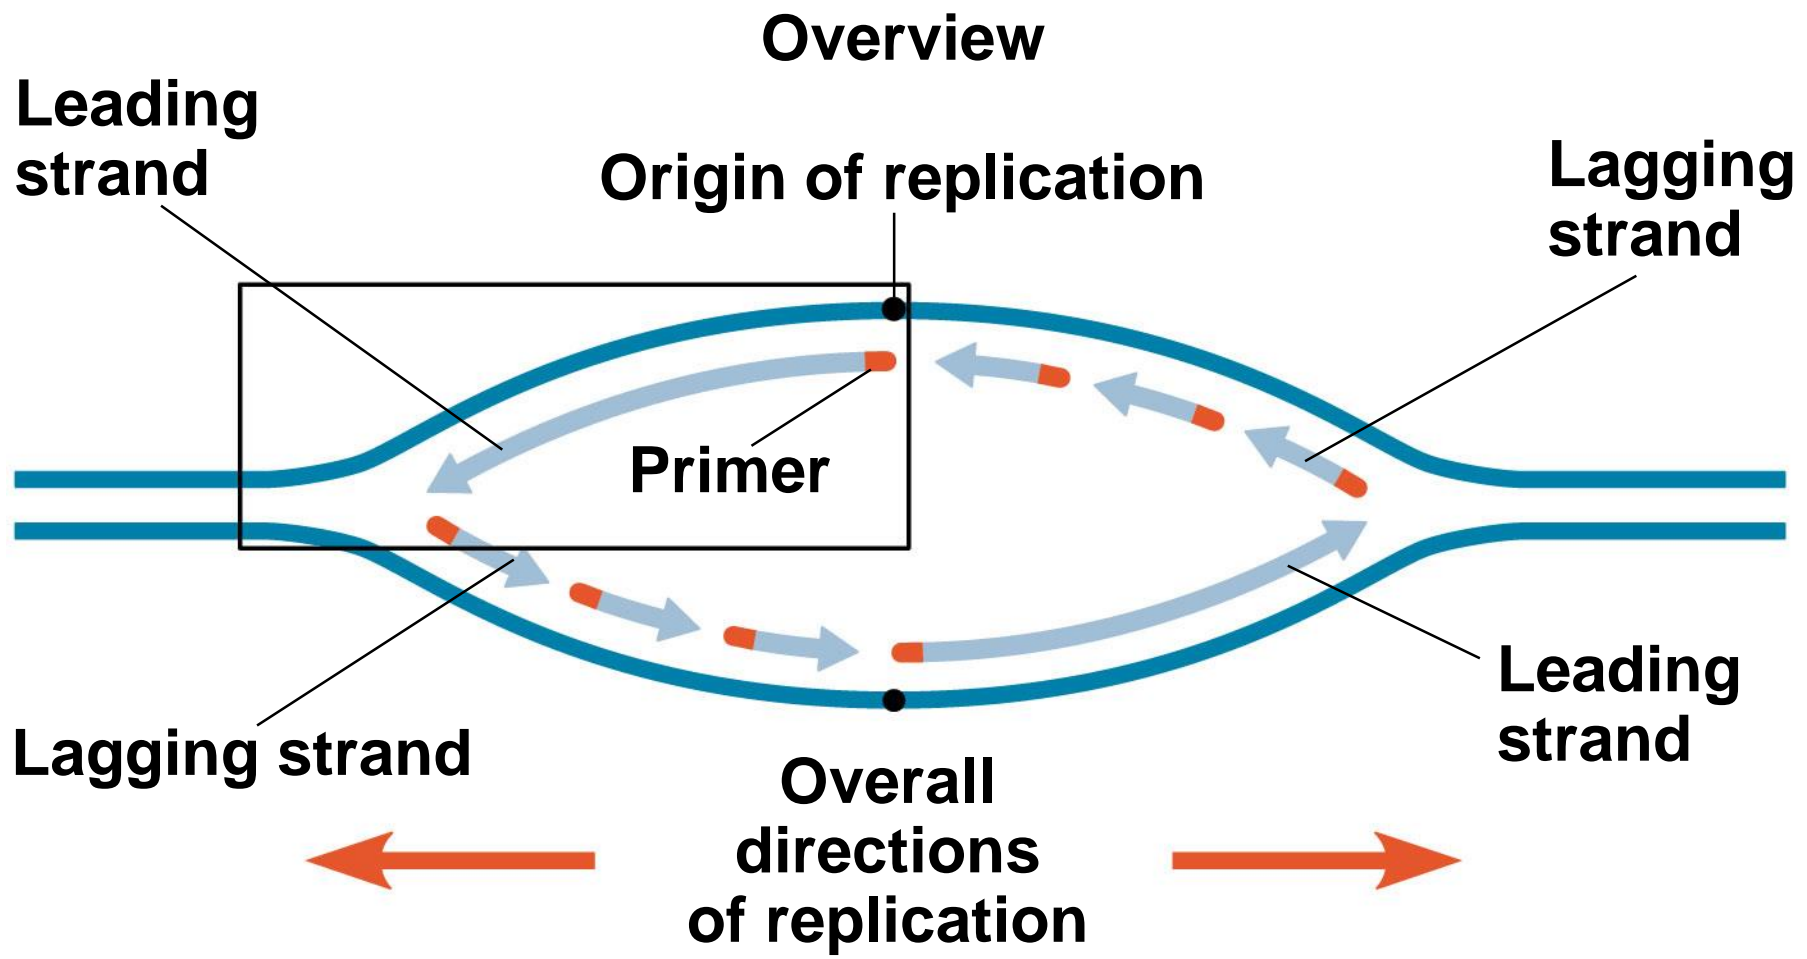 Overview
Leading
strand
Origin of replication
Lagging
strand
Primer
Leading
strand
Lagging strand
Overall
directions
of replication